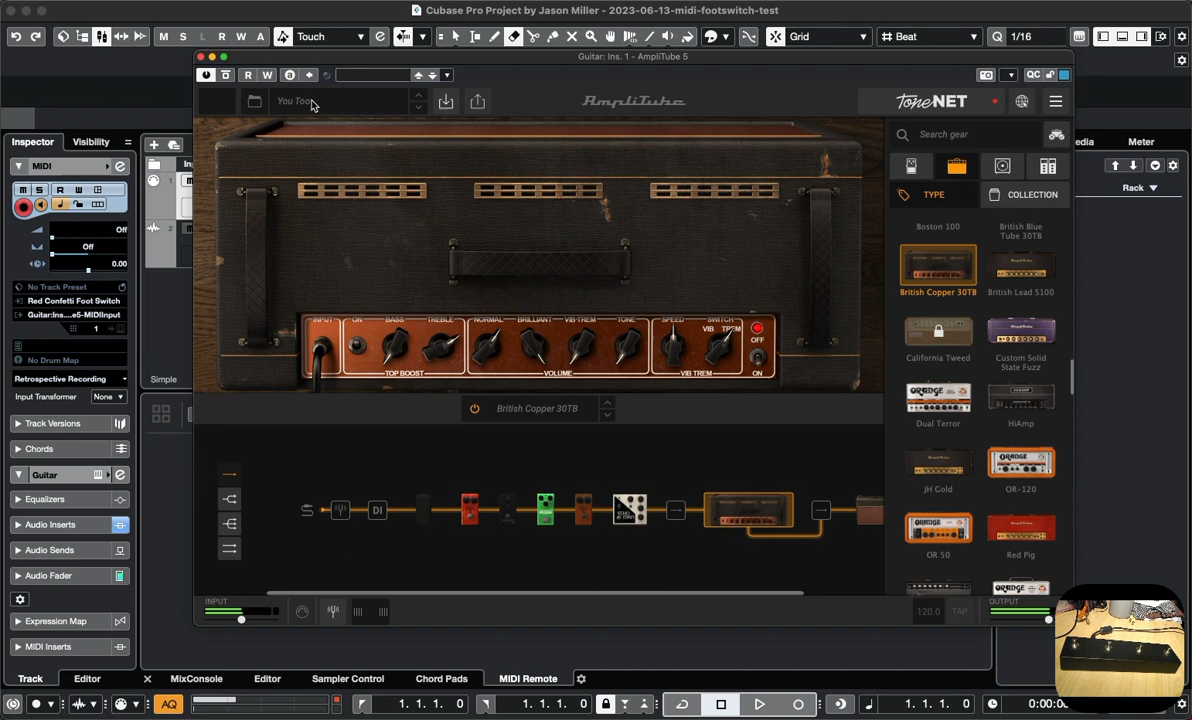 Cubase Pro Project by Jason Miller - 2023-06-13-midi-footswitch-test
M S L R W A Touch Grid Beat Q 1/16
Guitar: Ins. 1 - AmpliTube 5
R W QC
You Too
AmpliTube
ToneNET
Inspector Visibility
Search gear
edia Meter
MIDI
Rack
TYPE COLLECTION
M S R W
Boston 100 British Blue Tube 30TB
Off
Off
0.00
British Copper 30TB British Lead S100
No Track Preset
Red Confetti Foot Switch
Guitar:Ins....e5-MIDIInput
1
INPUT ON BASS TREBLE NORMAL BRILLIANT VIB-TREM TONE SPEED SWITCH
VIB TREM
OFF
ON
TOP BOOST VOLUME VIB TREM
California Tweed Custom Solid State Fuzz
No Drum Map
Retrospective Recording
Simple
Input Transformer None
British Copper 30TB
Dual Terror HiAmp
Track Versions
Chords
Guitar
ORANGE
JH Gold OR-120
Equalizers
DI
Audio Inserts
ORANGE
OR 50 Red Pig
Audio Sends
Audio Fader
ORANGE
INPUT
120.0 TAP
OUTPUT
Expression Map
MIDI Inserts
Track Editor MixConsole Editor Sampler Control Chord Pads MIDI Remote
AQ
1. 1. 1. 0
1. 1. 1. 0
1. 1. 1. 0
0:00:00